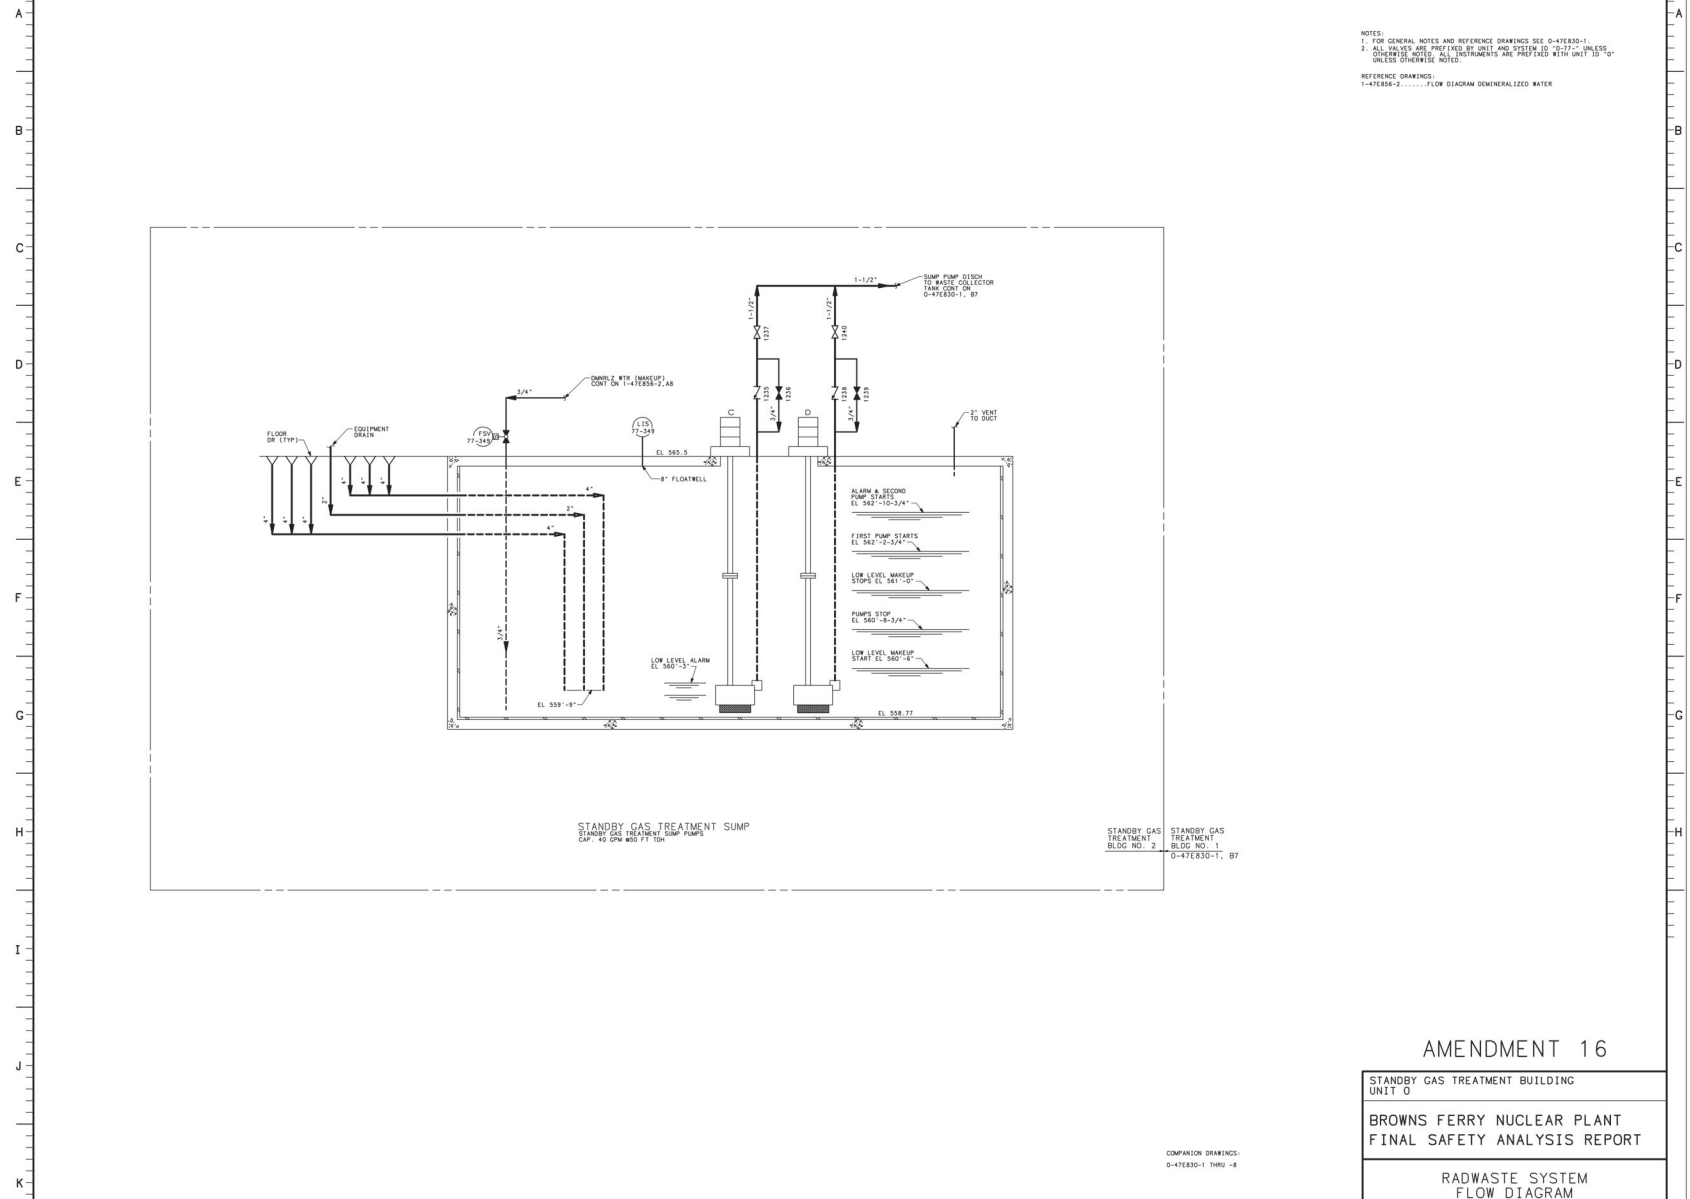 A
A
NOTES:
1. FOR GENERAL NOTES AND REFERENCE DRAWINGS SEE 0-47E830-1.
2. ALL VALVES ARE PREFIXED BY UNIT AND SYSTEM ID "0-77-" UNLESS
OTHERWISE NOTED. ALL INSTRUMENTS ARE PREFIXED WITH UNIT ID "0"
UNLESS OTHERWISE NOTED.
REFERENCE DRAWINGS:
1-47E856-2.......FLOW DIAGRAM DEMINERALIZED WATER
B
B
C
C
1-1/2"
SUMP PUMP DISCH
TO WASTE COLLECTOR
TANK CONT ON
0-47E830-1, B7
1-1/2"
1-1/2"
1237
1240
D
D
DMNRLZ WTR (MAKEUP)
CONT ON 1-47E856-2,A8
3/4"
1235
1236
1238
1239
3/4"
3/4"
C
D
2" VENT
TO DUCT
FLOOR
DR (TYP)
EQUIPMENT
DRAIN
FSV
77-349
LIS
77-349
EL 565.5
8" FLOATWELL
E
E
4"
4"
4"
2"
4"
4"
4"
4"
2"
4"
ALARM & SECOND
PUMP STARTS
EL 562'-10-3/4"
FIRST PUMP STARTS
EL 562'-2-3/4"
LOW LEVEL MAKEUP
STOPS EL 561'-0"
F
F
PUMPS STOP
EL 560'-8-3/4"
3/4"
LOW LEVEL ALARM
EL 560'-3"
LOW LEVEL MAKEUP
START EL 560'-6"
EL 559'-9"
EL 558.77
G
G
STANDBY GAS TREATMENT SUMP
STANDBY GAS TREATMENT SUMP PUMPS
CAP. 40 GPM @50 FT TDH
H
H
STANDBY GAS
TREATMENT
BLDG NO. 2
STANDBY GAS
TREATMENT
BLDG NO. 1
0-47E830-1, B7
I
J
AMENDMENT 16
STANDBY GAS TREATMENT BUILDING
UNIT 0
BROWNS FERRY NUCLEAR PLANT
FINAL SAFETY ANALYSIS REPORT
COMPANION DRAWINGS:
0-47E830-1 THRU -8
K
RADWASTE SYSTEM
FLOW DIAGRAM